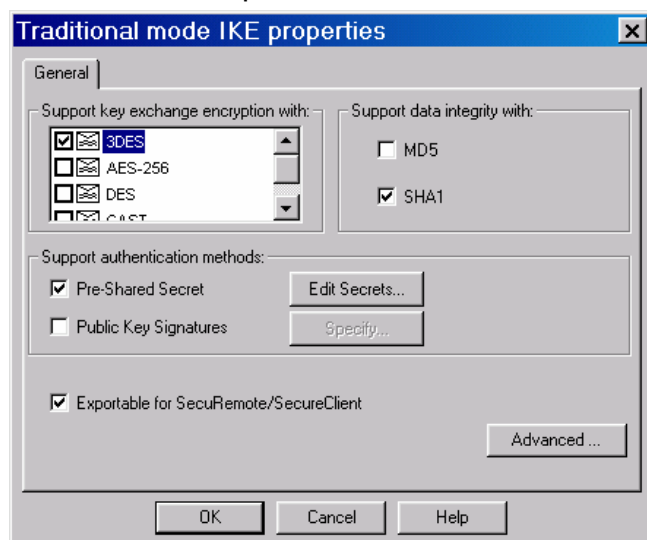 Traditional mode IKE properties
General
Support key exchange encryption with:
3DES
AES-256
DES
CAST
Support data integrity with:
MD5
SHA1
Support authentication methods:
Pre-Shared Secret
Edit Secrets...
Public Key Signatures
Specify...
Exportable for SecuRemote/SecureClient
Advanced ...
OK
Cancel
Help